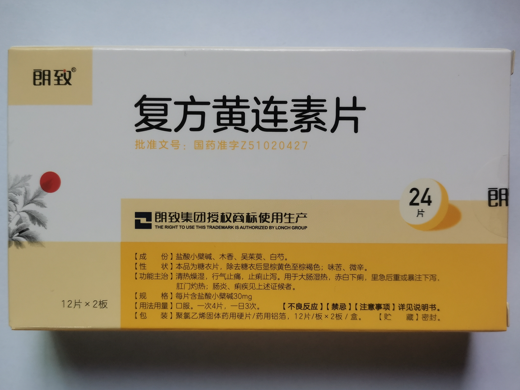 朗致®
复方黄连素片
批准文号：国药准字Z51020427
24
片
朗致
朗致集团授权商标使用生产
THE RIGHT TO USE THIS TRADEMARK IS AUTHORIZED BY LONCH GROUP
【成　　份】盐酸小檗碱、木香、吴茱萸、白芍。
【性　　状】本品为糖衣片，除去糖衣后显棕黄色至棕褐色；味苦、微辛。
【功能主治】清热燥湿，行气止痛，止痢止泻。用于大肠湿热，赤白下痢，里急后重或暴注下泻，
肛门灼热；肠炎、痢疾见上述证候者。
【规　　格】每片含盐酸小檗碱30mg
【用法用量】口服。一次4片，一日3次。【不良反应】【禁忌】【注意事项】详见说明书。
【包　　装】聚氯乙烯固体药用硬片/药用铝箔，12片/板×2板/盒。【贮　　藏】密封。
12片×2板